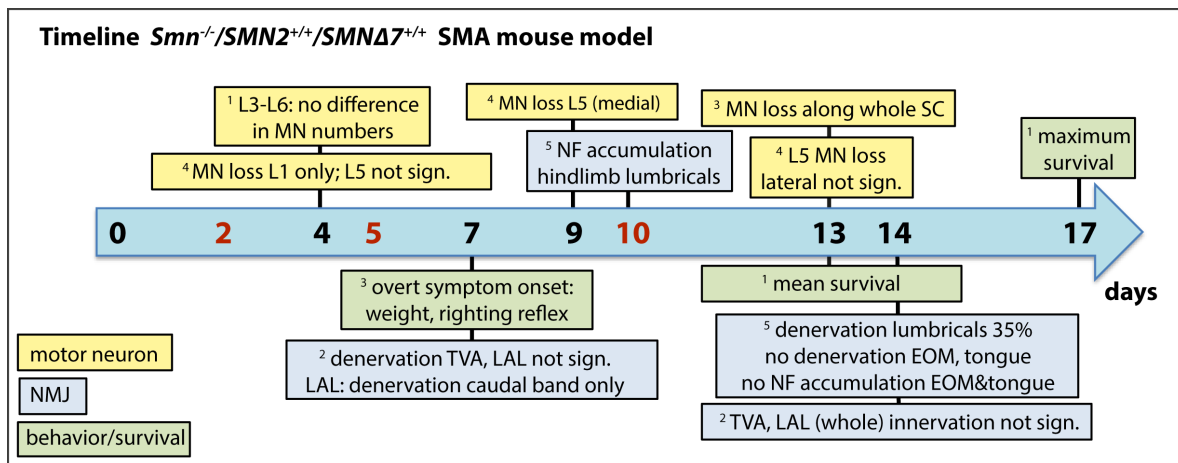 Timeline Smn-/-/SMN2+/+/SMNΔ7+/+ SMA mouse model
1 L3-L6: no difference
in MN numbers
4 MN loss L1 only; L5 not sign.
4 MN loss L5 (medial)
5 NF accumulation
hindlimb lumbricals
3 MN loss along whole SC
4 L5 MN loss
lateral not sign.
1 maximum
survival
0 2 4 5 7 9 10 13 14 17
days
3 overt symptom onset:
weight, righting reflex
2 denervation TVA, LAL not sign.
LAL: denervation caudal band only
1 mean survival
5 denervation lumbricals 35%
no denervation EOM, tongue
no NF accumulation EOM&tongue
2 TVA, LAL (whole) innervation not sign.
motor neuron
NMJ
behavior/survival